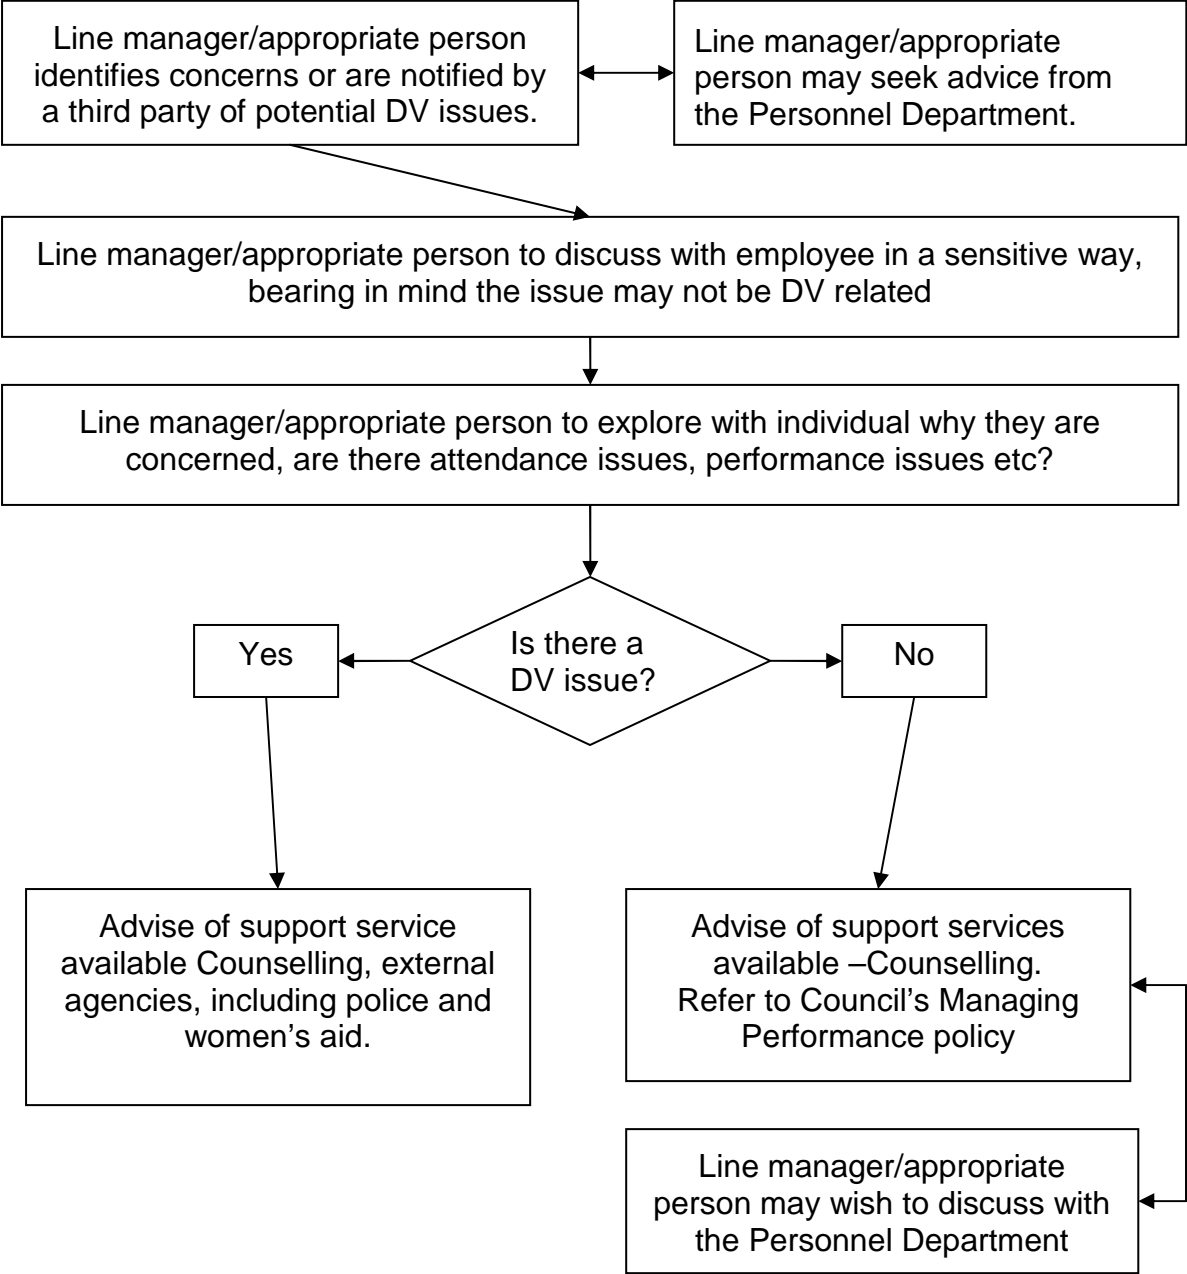 Line manager/appropriate person
identifies concerns or are notified by
a third party of potential DV issues.
Line manager/appropriate
person may seek advice from
the Personnel Department.
Line manager/appropriate person to discuss with employee in a sensitive way,
bearing in mind the issue may not be DV related
Line manager/appropriate person to explore with individual why they are
concerned, are there attendance issues, performance issues etc?
Is there a
DV issue?
Yes
No
Advise of support service
available Counselling, external
agencies, including police and
women’s aid.
Advise of support services
available –Counselling.
Refer to Council’s Managing
Performance policy
Line manager/appropriate
person may wish to discuss with
the Personnel Department